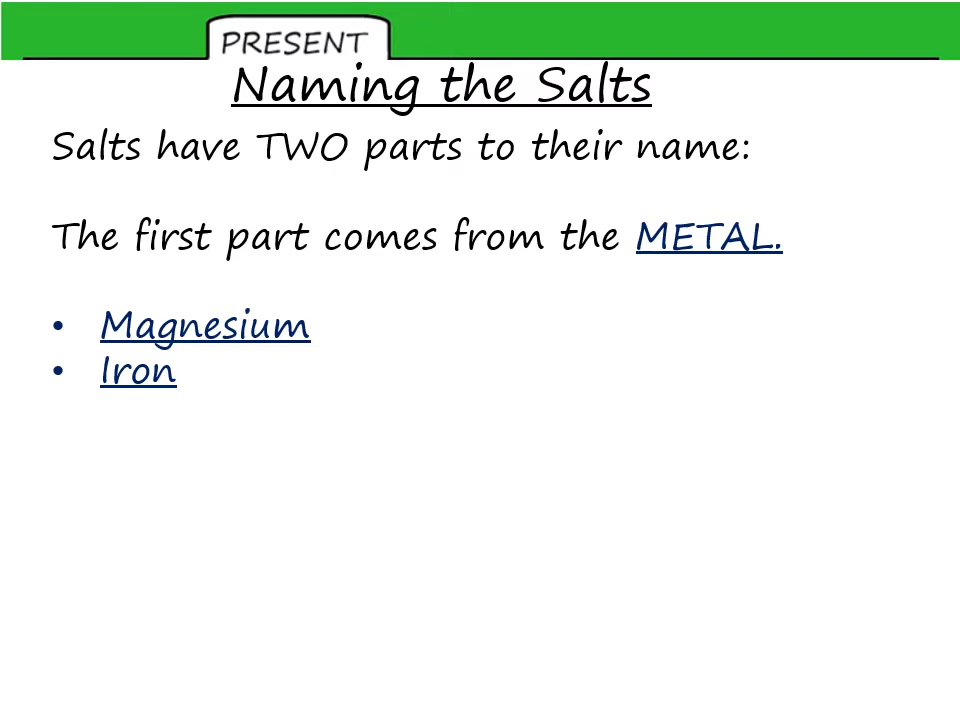 PRESENT
Naming the Salts
Salts have TWO parts to their name:
The first part comes from the METAL.
• Magnesium
• Iron